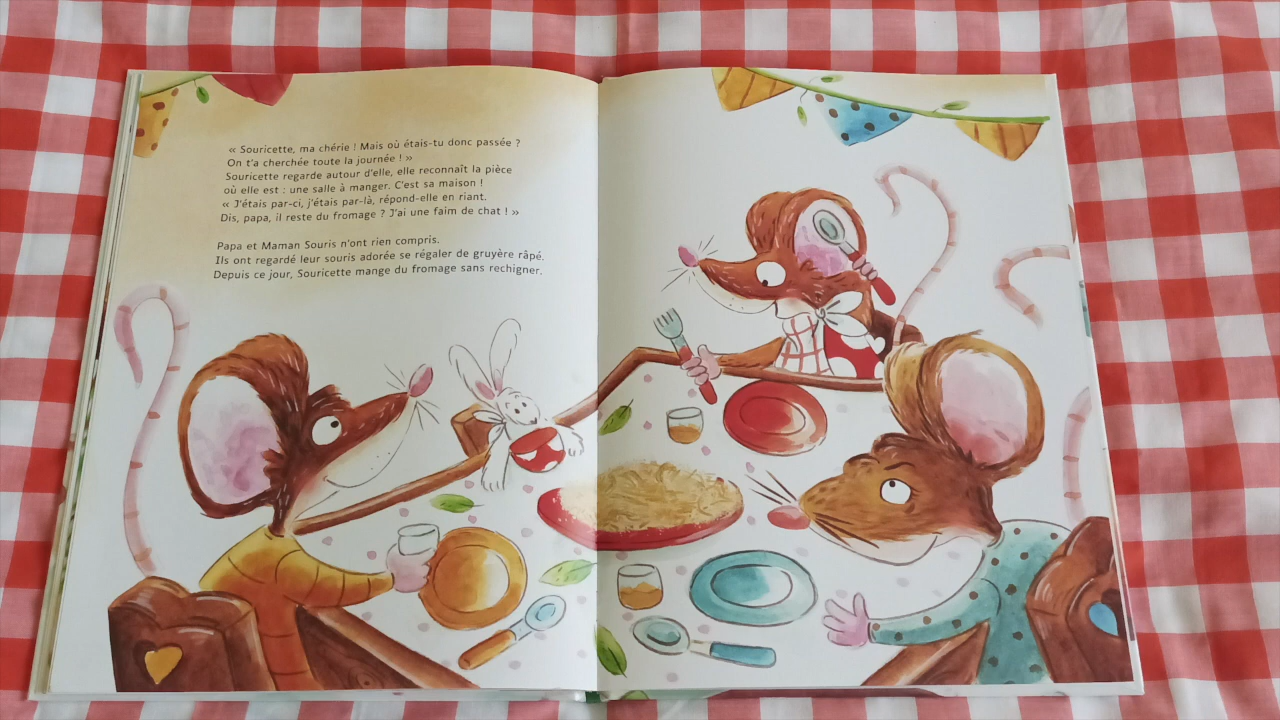 « Souricette, ma chérie ! Mais où étais-tu donc passée ?
On t'a cherchée toute la journée ! »
Souricette regarde autour d'elle, elle reconnaît la pièce
où elle est : une salle à manger. C'est sa maison !
« J'étais par-ci, j'étais par-là, répond-elle en riant.
Dis, papa, il reste du fromage ? J'ai une faim de chat ! »
Papa et Maman Souris n'ont rien compris.
Ils ont regardé leur souris adorée se régaler de gruyère râpé.
Depuis ce jour, Souricette mange du fromage sans rechigner.